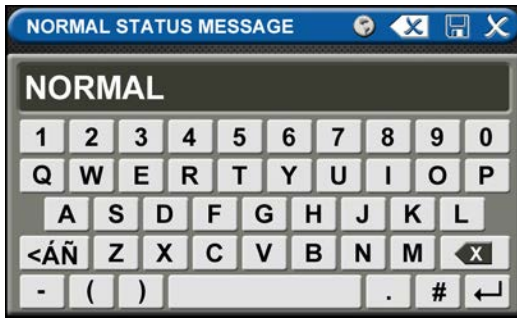 NORMAL STATUS MESSAGE
NORMAL
1 2 3 4 5 6 7 8 9 0
Q W E R T Y U I O P
A S D F G H J K L
<ÁÑ Z X C V B N M X
- ( ) . #